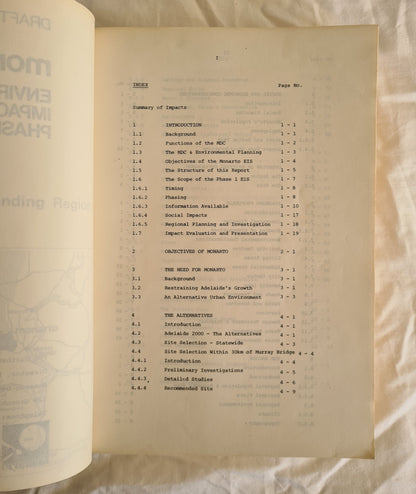 DRAFT
mon
ENVIR
IMPAC
PHASE
I
INDEX Page No.
Summary of Impacts
1 INTRODUCTION 1 - 1
1.1 Background 1 - 1
1.2 Functions of the MDC 1 - 2
1.3 The MDC & Environmental Planning 1 - 3
1.4 Objectives of the Monarto EIS 1 - 5
1.5 The Structure of this Report 1 - 5
1.6 The Scope of the Phase 1 EIS 1 - 7
1.6.1 Timing 1 - 8
1.6.2 Phasing 1 - 8
1.6.3 Information Available 1 - 10
1.6.4 Social Impacts 1 - 17
1.6.5 Regional Planning and Investigation 1 - 18
1.7 Impact Evaluation and Presentation 1 - 19
2 OBJECTIVES OF MONARTO 2 - 1
3 THE NEED FOR MONARTO 3 - 1
3.1 Background 3 - 1
3.2 Restraining Adelaide's Growth 3 - 1
3.3 An Alternative Urban Environment 3 - 3
4 THE ALTERNATIVES 4 - 1
4.1 Introduction 4 - 1
4.2 Adelaide 2000 - The Alternatives 4 - 1
4.3 Site Selection - Statewide 4 - 3
4.4 Site Selection Within 30km of Murray Bridge 4 - 4
4.4.1 Introduction 4 - 4
4.4.2 Preliminary Investigations 4 - 5
4.4.3 Detailed Studies 4 - 6
4.4.4 Recommended Site 4 - 9